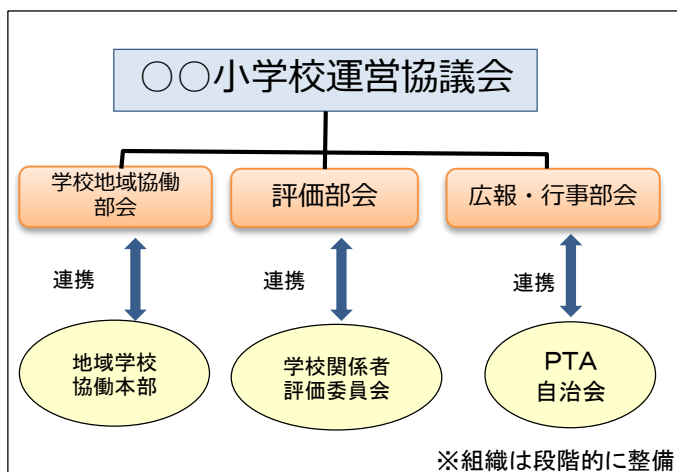 ○○小学校運営協議会
学校地域協働
部会
評価部会
広報・行事部会
連携
連携
連携
地域学校
協働本部
学校関係者
評価委員会
PTA
自治会
※組織は段階的に整備